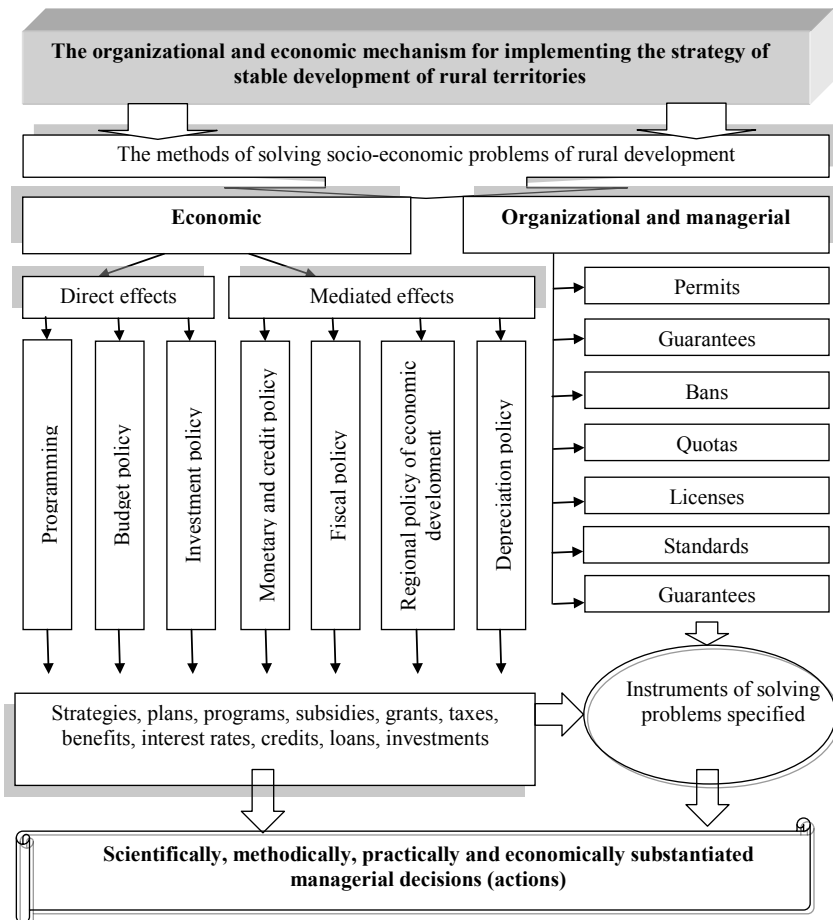 The organizational and economic mechanism for implementing the strategy of
stable development of rural territories
The methods of solving socio-economic problems of rural development
Economic
Organizational and managerial
Direct effects
Mediated effects
Programming
Budget policy
Investment policy
Monetary and credit policy
Fiscal policy
Regional policy of economic
development
Depreciation policy
Permits
Guarantees
Bans
Quotas
Licenses
Standards
Guarantees
Strategies, plans, programs, subsidies, grants, taxes,
benefits, interest rates, credits, loans, investments
Instruments of solving
problems specified
Scientifically, methodically, practically and economically substantiated
managerial decisions (actions)